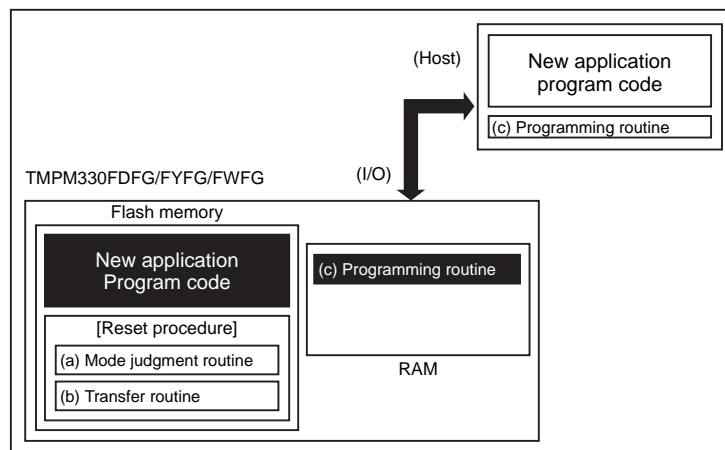 (Host)
New application
program code
(c) Programming routine
(I/O)
TMPM330FDFG/FYFG/FWFG
Flash memory
New application
Program code
[Reset procedure]
(a) Mode judgment routine
(b) Transfer routine
(c) Programming routine
RAM